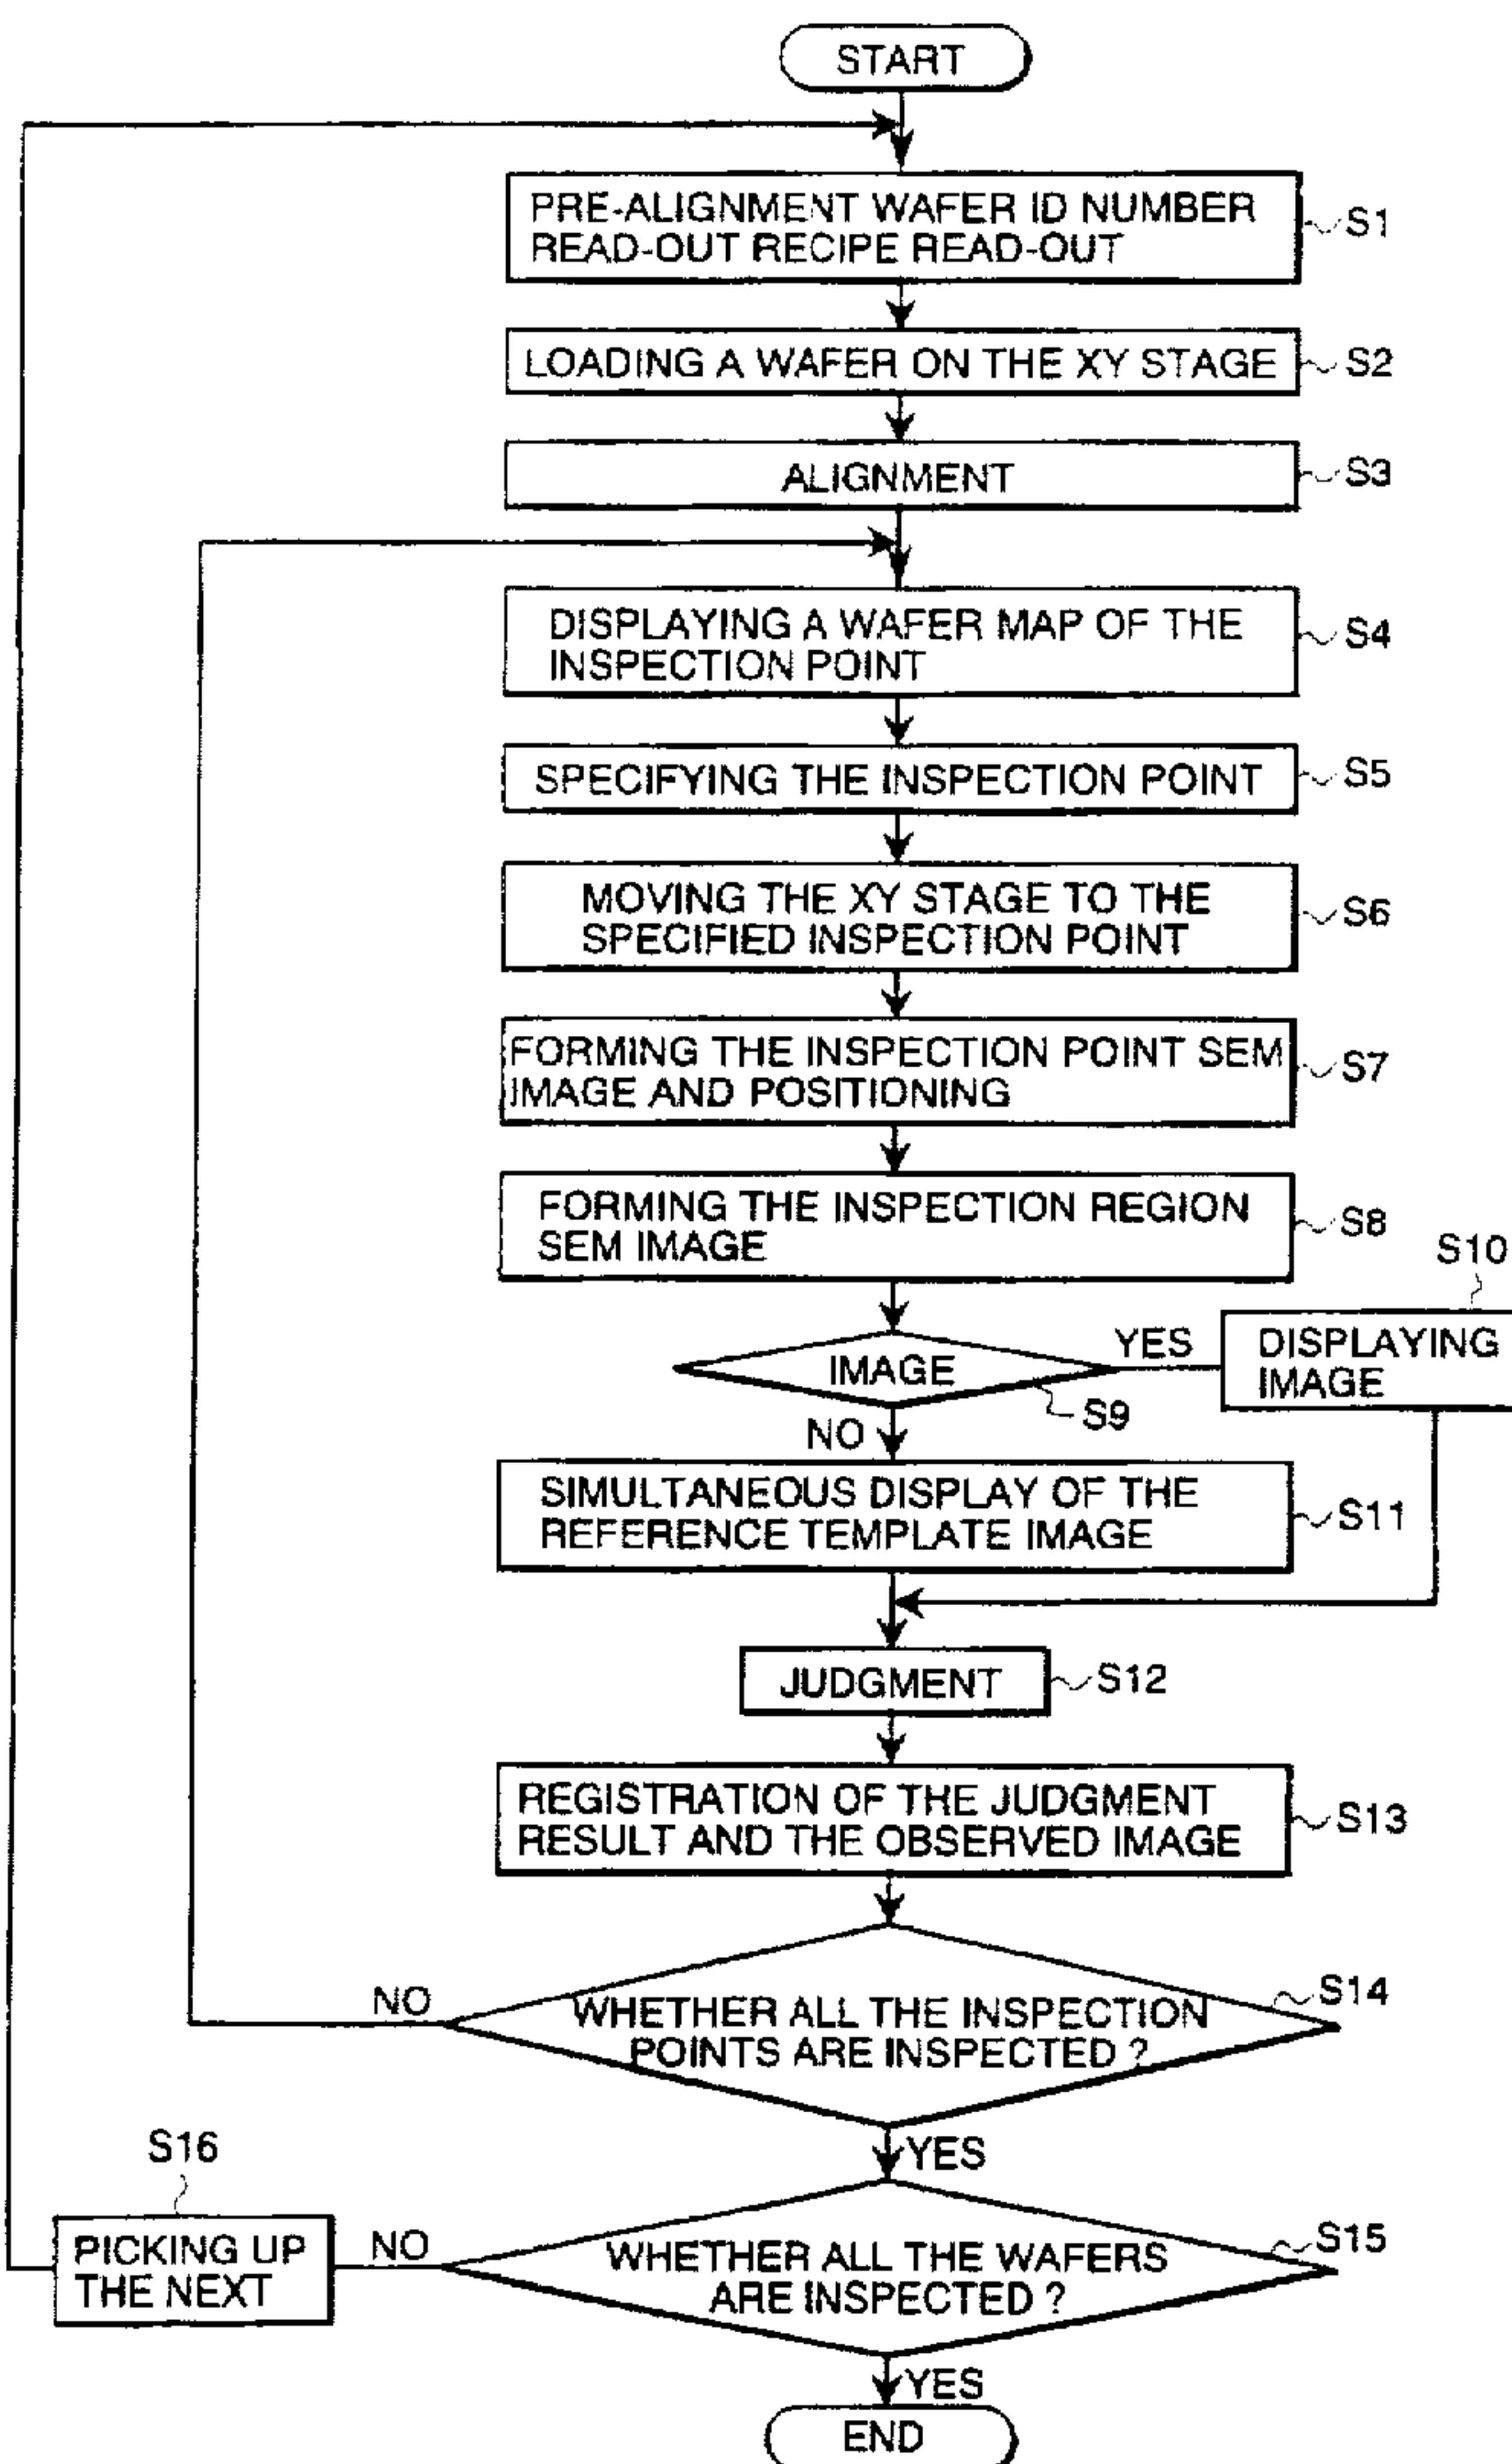 START
PRE-ALIGNMENT WAFER ID NUMBER
READ-OUT RECIPE READ-OUT
S1
LOADING A WAFER ON THE XY STAGE
S2
ALIGNMENT
S3
DISPLAYING A WAFER MAP OF THE
INSPECTION POINT
S4
SPECIFYING THE INSPECTION POINT
S5
MOVING THE XY STAGE TO THE
SPECIFIED INSPECTION POINT
S6
FORMING THE INSPECTION POINT SEM
IMAGE AND POSITIONING
S7
FORMING THE INSPECTION REGION
SEM IMAGE
S8
IMAGE
S9
YES
S10
DISPLAYING
IMAGE
NO
SIMULTANEOUS DISPLAY OF THE
REFERENCE TEMPLATE IMAGE
S11
JUDGMENT
S12
REGISTRATION OF THE JUDGMENT
RESULT AND THE OBSERVED IMAGE
S13
NO
WHETHER ALL THE INSPECTION
POINTS ARE INSPECTED ?
S14
YES
S16
PICKING UP
THE NEXT
NO
WHETHER ALL THE WAFERS
ARE INSPECTED ?
S15
YES
END